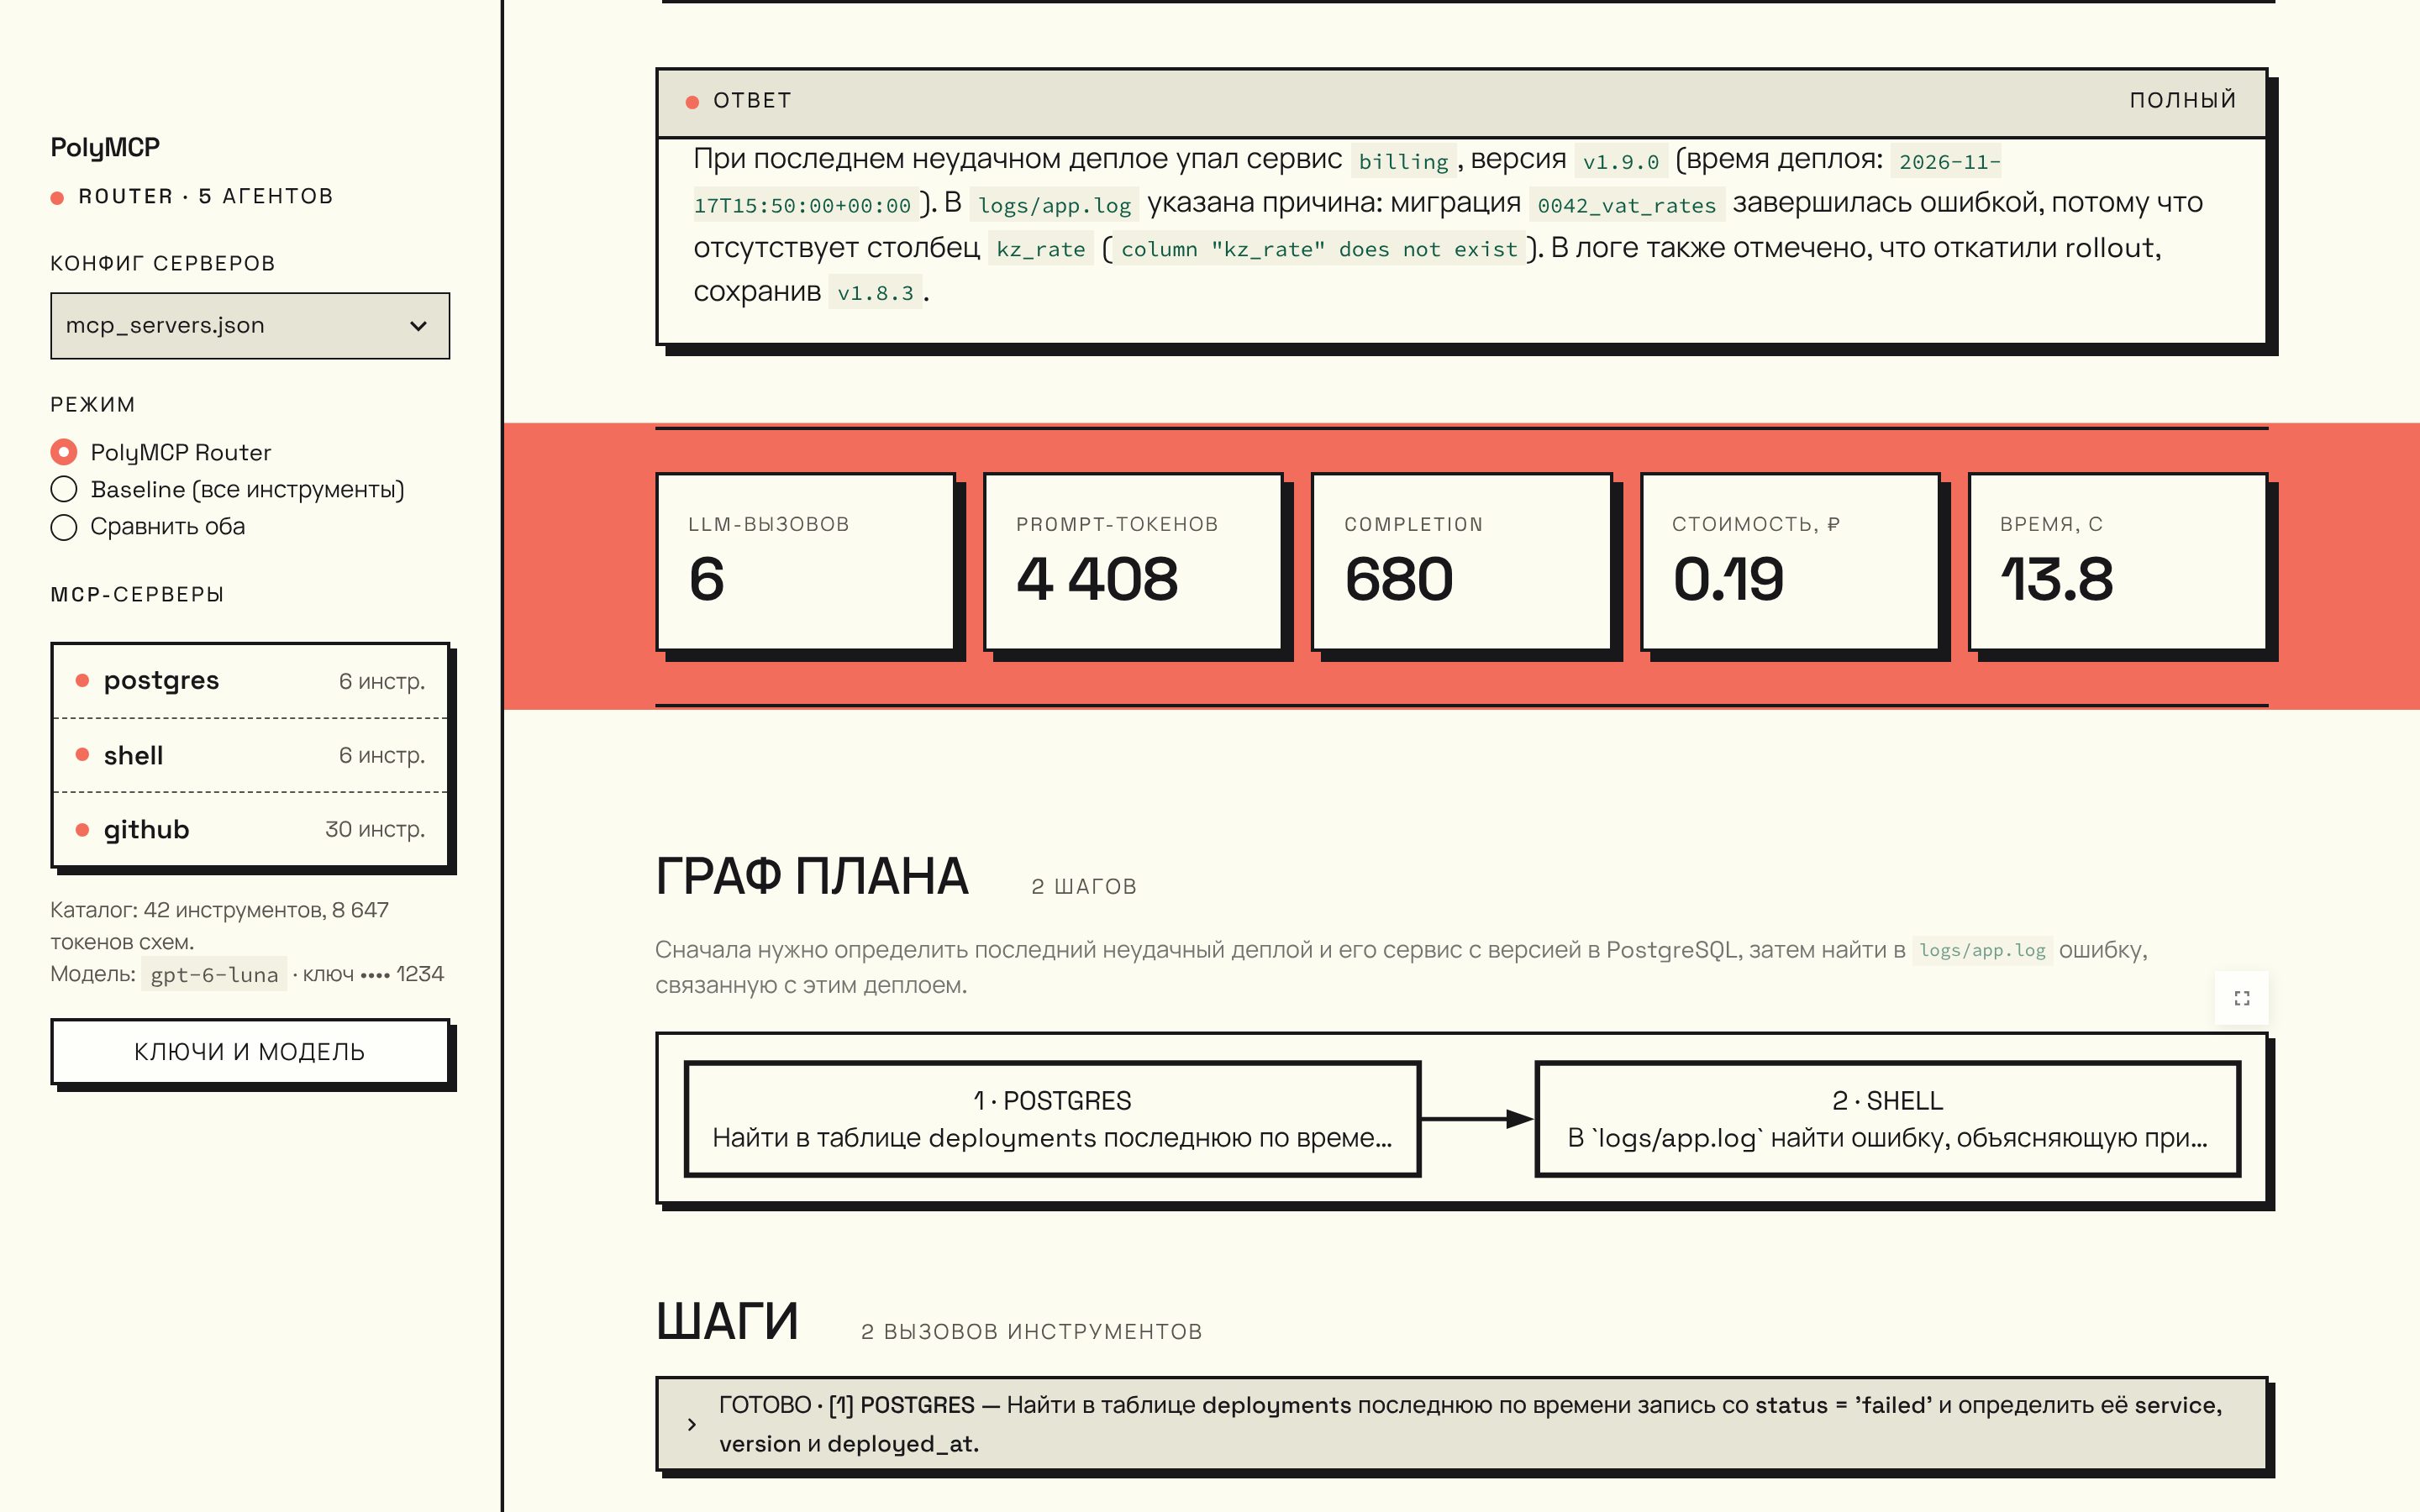 PolyMCP
ROUTER · 5 АГЕНТОВ
КОНФИГ СЕРВЕРОВ
mcp_servers.json
РЕЖИМ
PolyMCP Router
Baseline (все инструменты)
Сравнить оба
MCP-СЕРВЕРЫ
postgres 6 инстр.
shell 6 инстр.
github 30 инстр.
Каталог: 42 инструментов, 8 647
токенов схем.
Модель: gpt-6-luna · ключ •••• 1234
КЛЮЧИ И МОДЕЛЬ
ОТВЕТ ПОЛНЫЙ
При последнем неудачном деплое упал сервис billing, версия v1.9.0 (время деплоя: 2026-11-
17T15:50:00+00:00). В logs/app.log указана причина: миграция 0042_vat_rates завершилась ошибкой, потому что
отсутствует столбец kz_rate (column "kz_rate" does not exist). В логе также отмечено, что откатили rollout,
сохранив v1.8.3.
LLM-ВЫЗОВОВ
6
PROMPT-ТОКЕНОВ
4 408
COMPLETION
680
СТОИМОСТЬ, ₽
0.19
ВРЕМЯ, С
13.8
ГРАФ ПЛАНА 2 ШАГОВ
Сначала нужно определить последний неудачный деплой и его сервис с версией в PostgreSQL, затем найти в logs/app.log ошибку,
связанную с этим деплоем.
1 · POSTGRES
Найти в таблице deployments последнюю по време...
2 · SHELL
В `logs/app.log` найти ошибку, объясняющую при...
ШАГИ 2 ВЫЗОВОВ ИНСТРУМЕНТОВ
ГОТОВО · [1] POSTGRES — Найти в таблице deployments последнюю по времени запись со status = 'failed' и определить её service,
version и deployed_at.